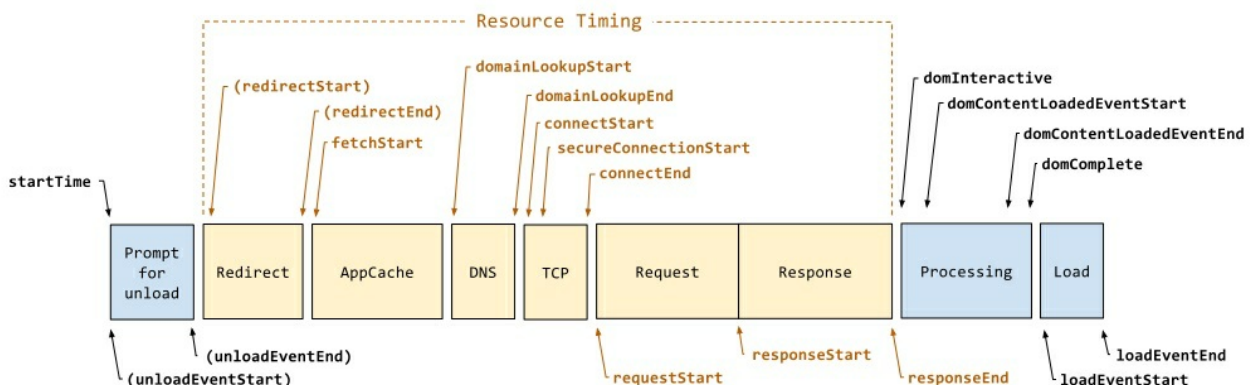 Resource Timing
domainLookupStart
(redirectStart)
domInteractive
domainLookupEnd
domContentLoadedEventStart
(redirectEnd)
connectStart
domContentLoadedEventEnd
fetchStart
secureConnectionStart
domComplete
connectEnd
startTime
Prompt
for
unload
Redirect
AppCache
DNS
TCP
Request
Response
Processing
Load
(unloadEventEnd)
responseStart
loadEventEnd
(unloadEventStart)
requestStart
responseEnd
loadEventStart